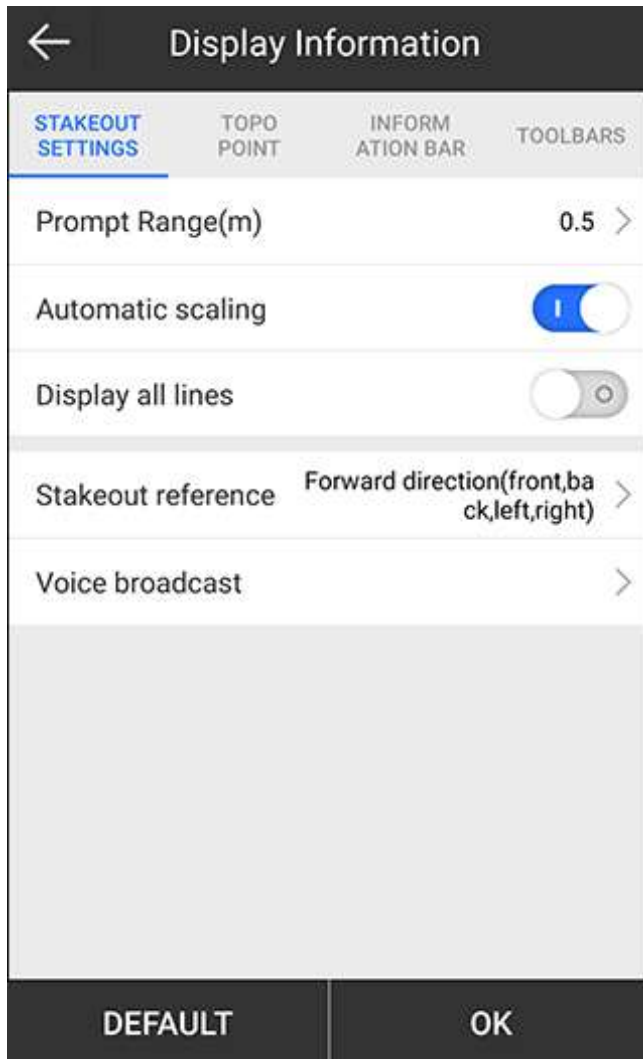 Display Information
STAKEOUT
SETTINGS
TOPO
POINT
INFORM
ATION BAR
TOOLBARS
Prompt Range(m)
0.5
Automatic scaling
Display all lines
Stakeout reference
Forward direction(front,ba
ck,left,right)
Voice broadcast
DEFAULT
OK